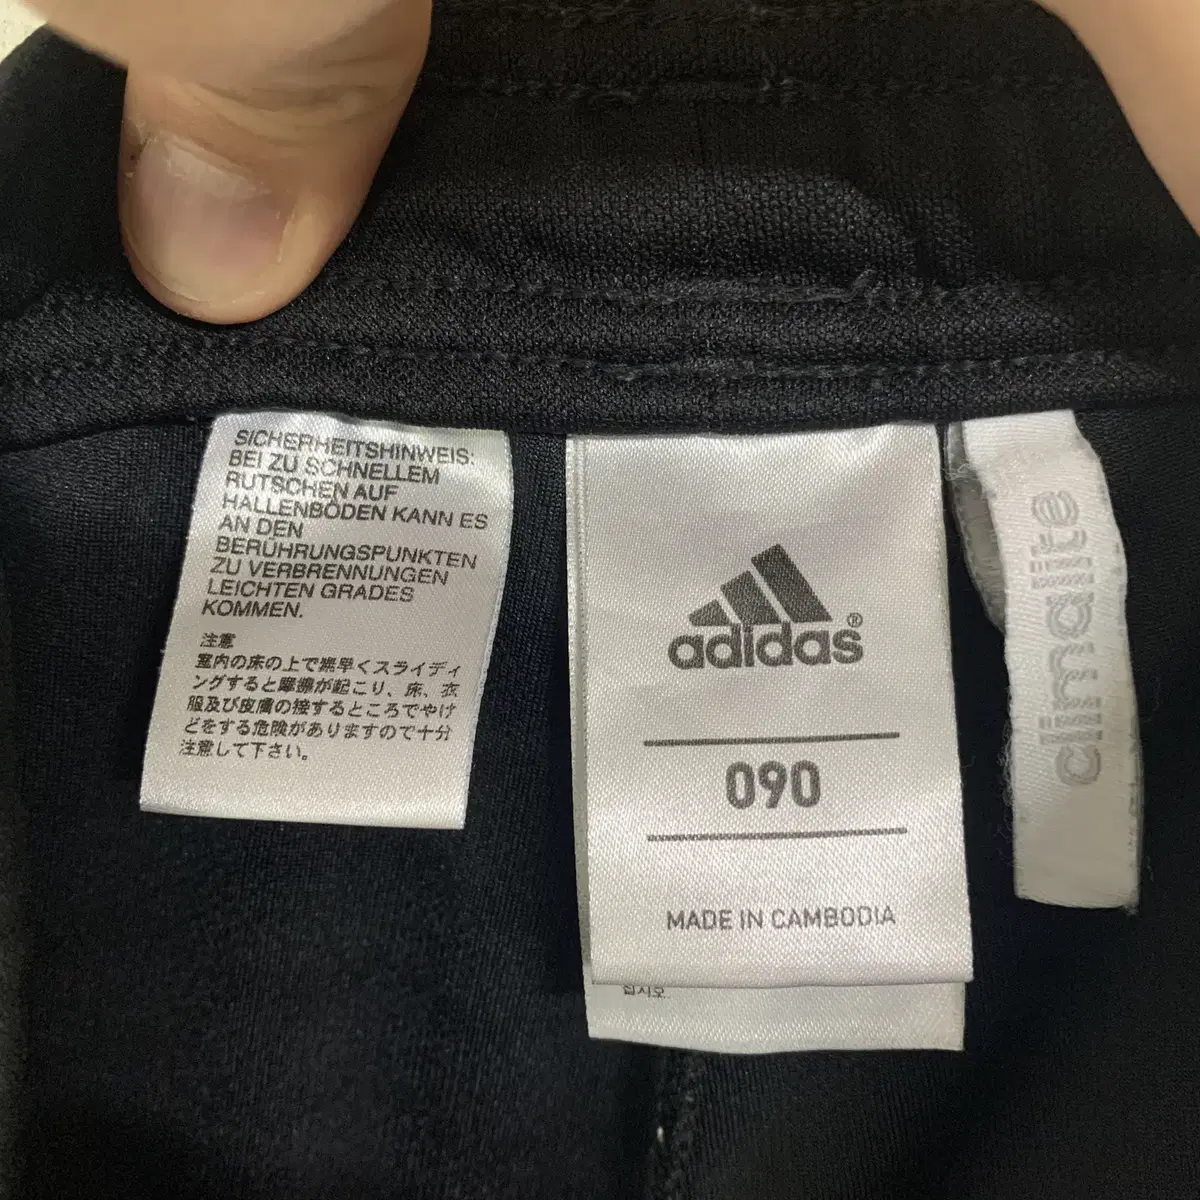 SICHERHEITSHINWEIS:
BEI ZU SCHNELLEM
RUTSCHEN AUF
HALLENBÖDEN KANN ES
AN DEN
BERÜHRUNGSPUNKTEN
ZU VERBRENNUNGEN
LEICHTEN GRADES
KOMMEN.
注意
室内の床の上で素早くスライディ
ングすると摩擦が起こり、床、衣
服及び皮膚の接するところでやけ
どをする危険がありますので十分
注意して下さい。
adidas®
090
MADE IN CAMBODIA
십시오.
climalite